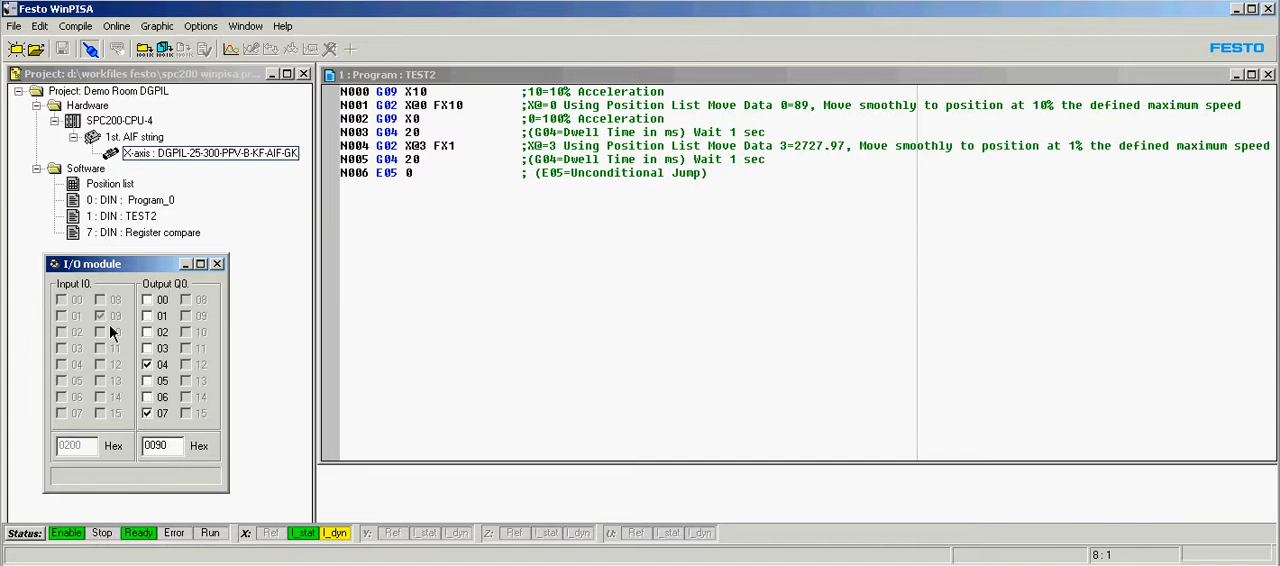 Festo WinPISA
File Edit Compile Online Graphic Options Window Help
FESTO
Project: d:\workfiles festo\spc200 winpisa.pr...
Project: Demo Room DGPIL
Hardware
SPC200-CPU-4
1st. AIF string
X-axis : DGPIL-25-300-PPV-B-KF-AIF-GK
Software
Position list
0 : DIN : Program_0
1 : DIN : TEST2
7 : DIN : Register compare
1 : Program : TEST2
N000 G09 X10 ;10=10% Acceleration
N001 G02 X@00 FX10 ;X@=0 Using Position List Move Data 0=89, Move smoothly to position at 10% the defined maximum speed
N002 G09 X0 ;0=100% Acceleration
N003 G04 20 ;(G04=Dwell Time in ms) Wait 1 sec
N004 G02 X@3 FX1 ;X@=3 Using Position List Move Data 3=2727.97, Move smoothly to position at 1% the defined maximum speed
N005 G04 20 ;(G04=Dwell Time in ms) Wait 1 sec
N006 E05 0 ; (E05=Unconditional Jump)
I/O module
Input I0. Output Q0.
00 08 00 08
01 09 01 09
02 02 10
03 11 03 11
04 12 04 12
05 13 05 13
06 14 06 14
07 15 07 15
0200 Hex 0090 Hex
Status: Enable Stop Ready Error Run X: Ref I_stat I_dyn Y: Ref I_stat I_dyn Z: Ref I_stat I_dyn U: Ref I_stat I_dyn
8 : 1